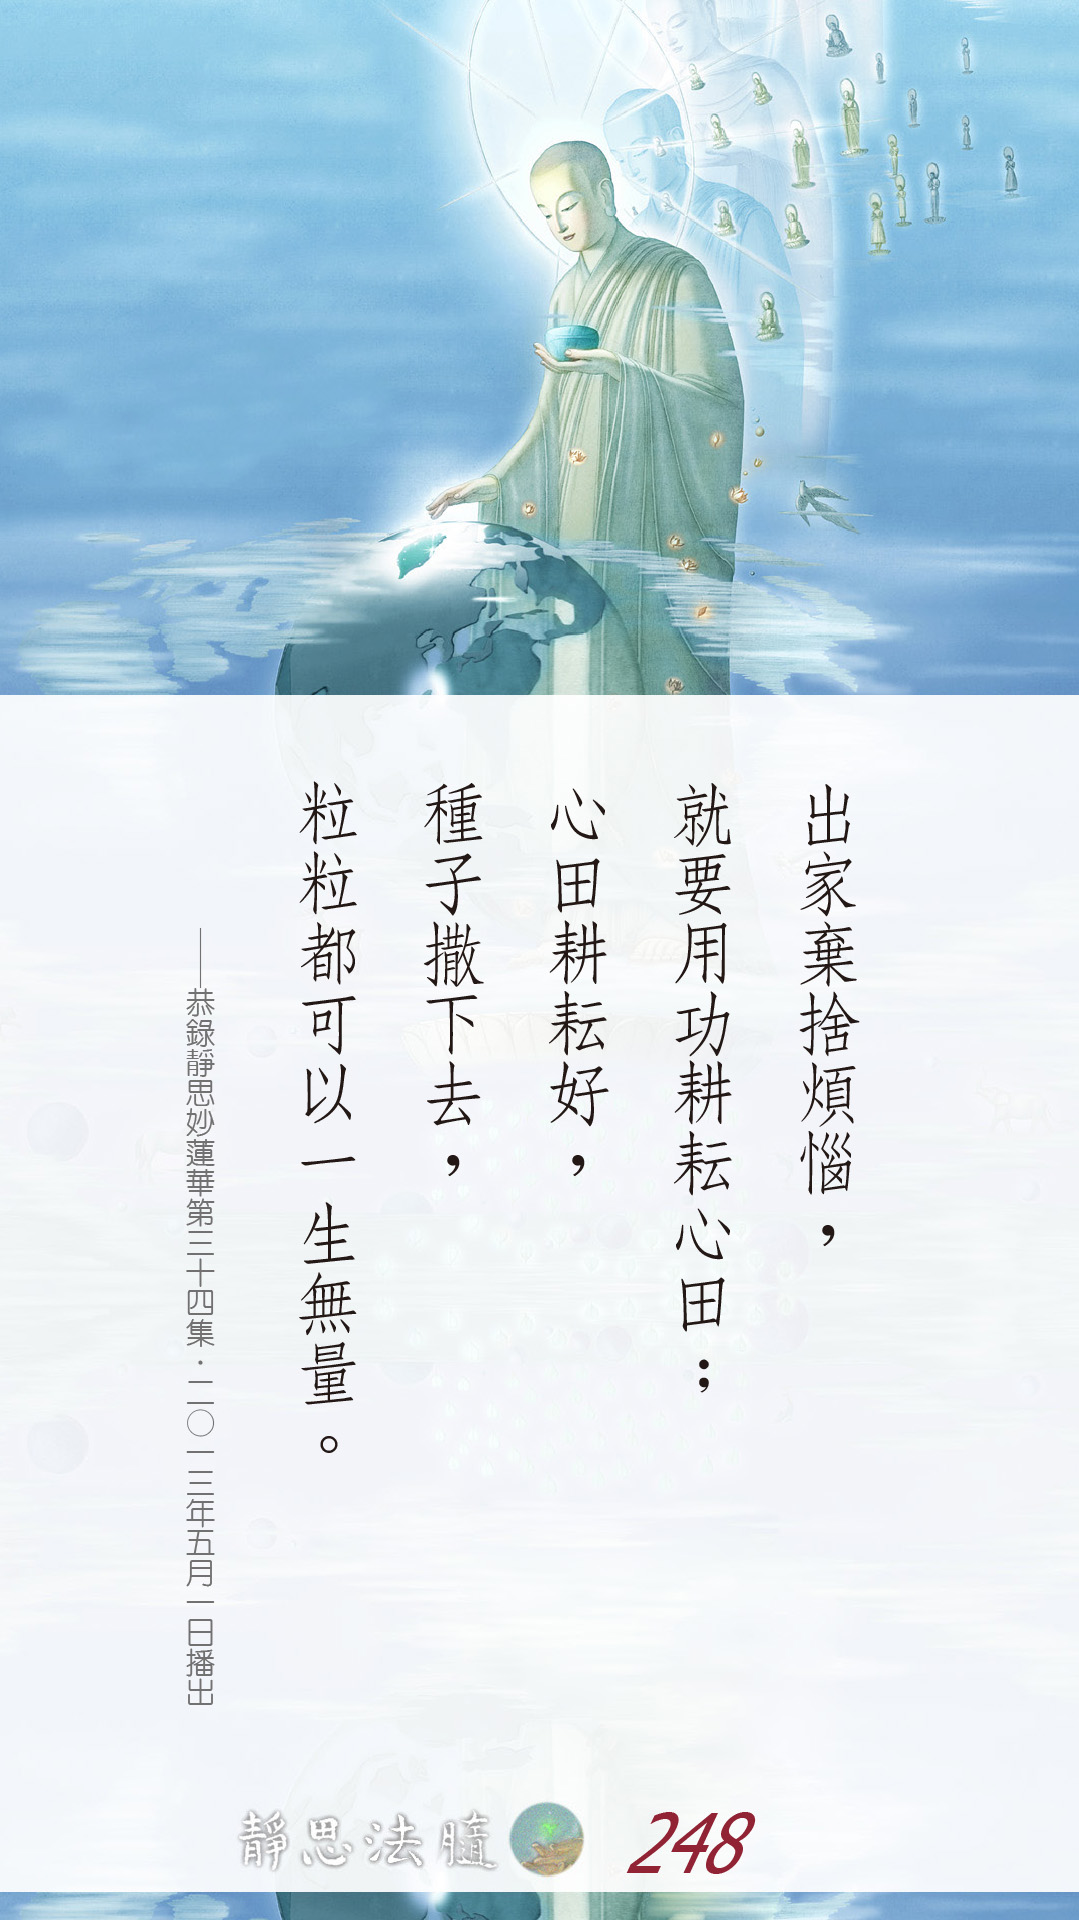 出家棄捨煩惱，
就要用功耕耘心田；
心田耕耘好，
種子撒下去，
粒粒都可以一生無量。
──恭錄靜思妙蓮華第三十四集．二〇一三年五月一日播出
靜思法髓
248